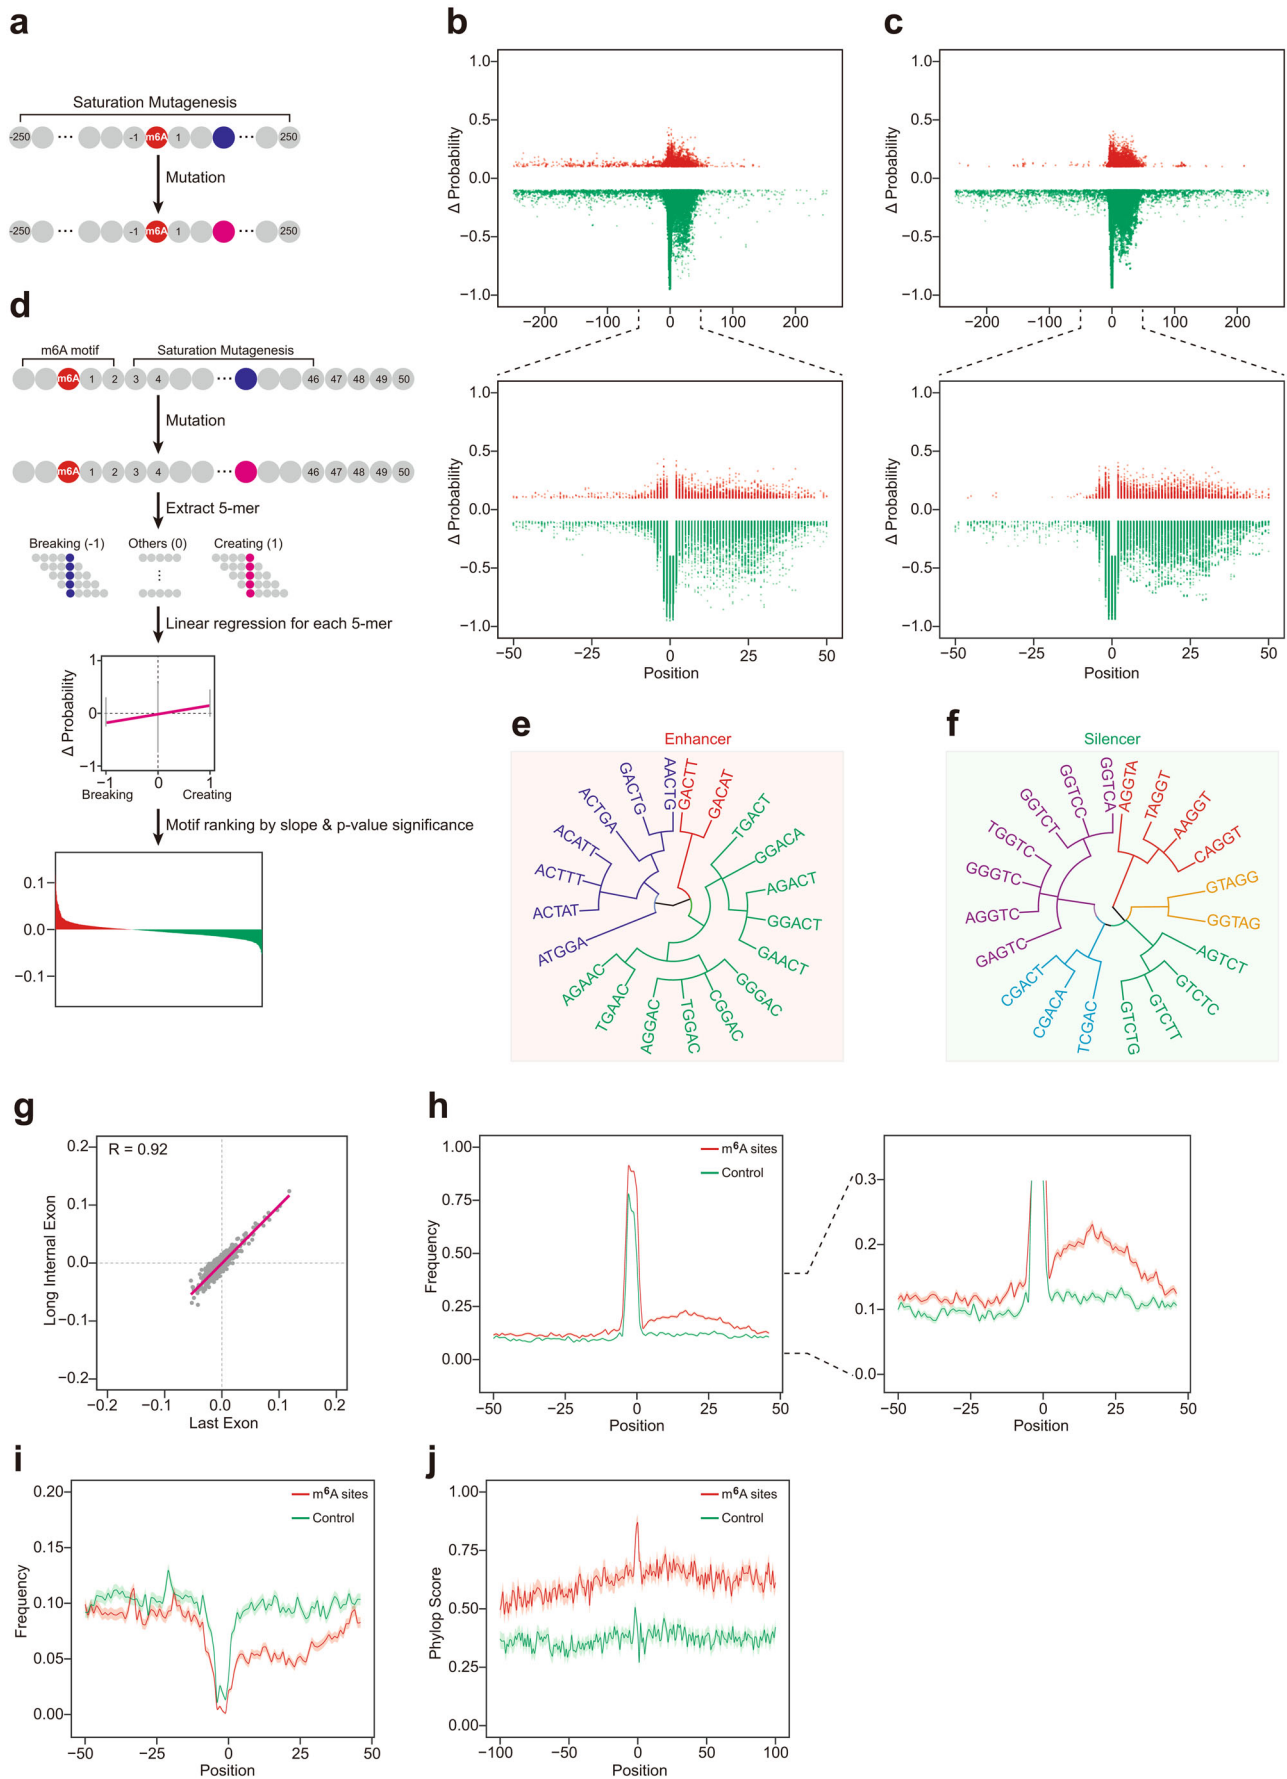 a
Saturation Mutagenesis
-250 ... -1 m6A 1 ... 250
Mutation
-250 ... -1 m6A 1 ... 250
b
Δ Probability
1.0
0.5
0.0
−0.5
−1.0
−200 −100 0 100 200
Δ Probability
1.0
0.5
0.0
−0.5
−1.0
−50 −25 0 25 50
Position
c
Δ Probability
1.0
0.5
0.0
−0.5
−1.0
−200 −100 0 100 200
Δ Probability
1.0
0.5
0.0
−0.5
−1.0
−50 −25 0 25 50
Position
d
m6A motif Saturation Mutagenesis
m6A 1 2 3 4 ... 46 47 48 49 50
Mutation
m6A 1 2 3 4 ... 46 47 48 49 50
Extract 5-mer
Breaking (-1) Others (0) Creating (1)
Linear regression for each 5-mer
Δ Probability
1
0
−1
−1 0 1
Breaking Creating
Motif ranking by slope & p-value significance
0.1
0.0
−0.1
e
Enhancer
GACTT
GACAT
TGACT
GGACA
AGACT
GGACT
GAACT
GGGAC
CGGAC
TGGAC
AGGAC
TGAAC
AGAAC
ATGGA
ACTAT
ACTTT
ACATT
ACTGA
GACTG
AACTG
f
Silencer
AGGTA
TAGGT
AAGGT
CAGGT
GTAGG
GGTAG
AGTCT
GTCTC
GTCTT
GTCTG
TCGAC
CGACA
CGACT
GAGTC
AGGTC
GGGTC
TGGTC
GGTCT
GGTCC
GGTCA
g
R = 0.92
Long Internal Exon
0.2
0.1
0.0
−0.1
−0.2
−0.2 −0.1 0.0 0.1 0.2
Last Exon
h
m⁶A sites
Control
Frequency
1.00
0.75
0.50
0.25
0.00
−50 −25 0 25 50
Position
0.3
0.2
0.1
0.0
−50 −25 0 25 50
Position
i
m⁶A sites
Control
Frequency
0.20
0.15
0.10
0.05
0.00
−50 −25 0 25 50
Position
j
m⁶A sites
Control
Phylop Score
1.00
0.75
0.50
0.25
0.00
−100 −50 0 50 100
Position